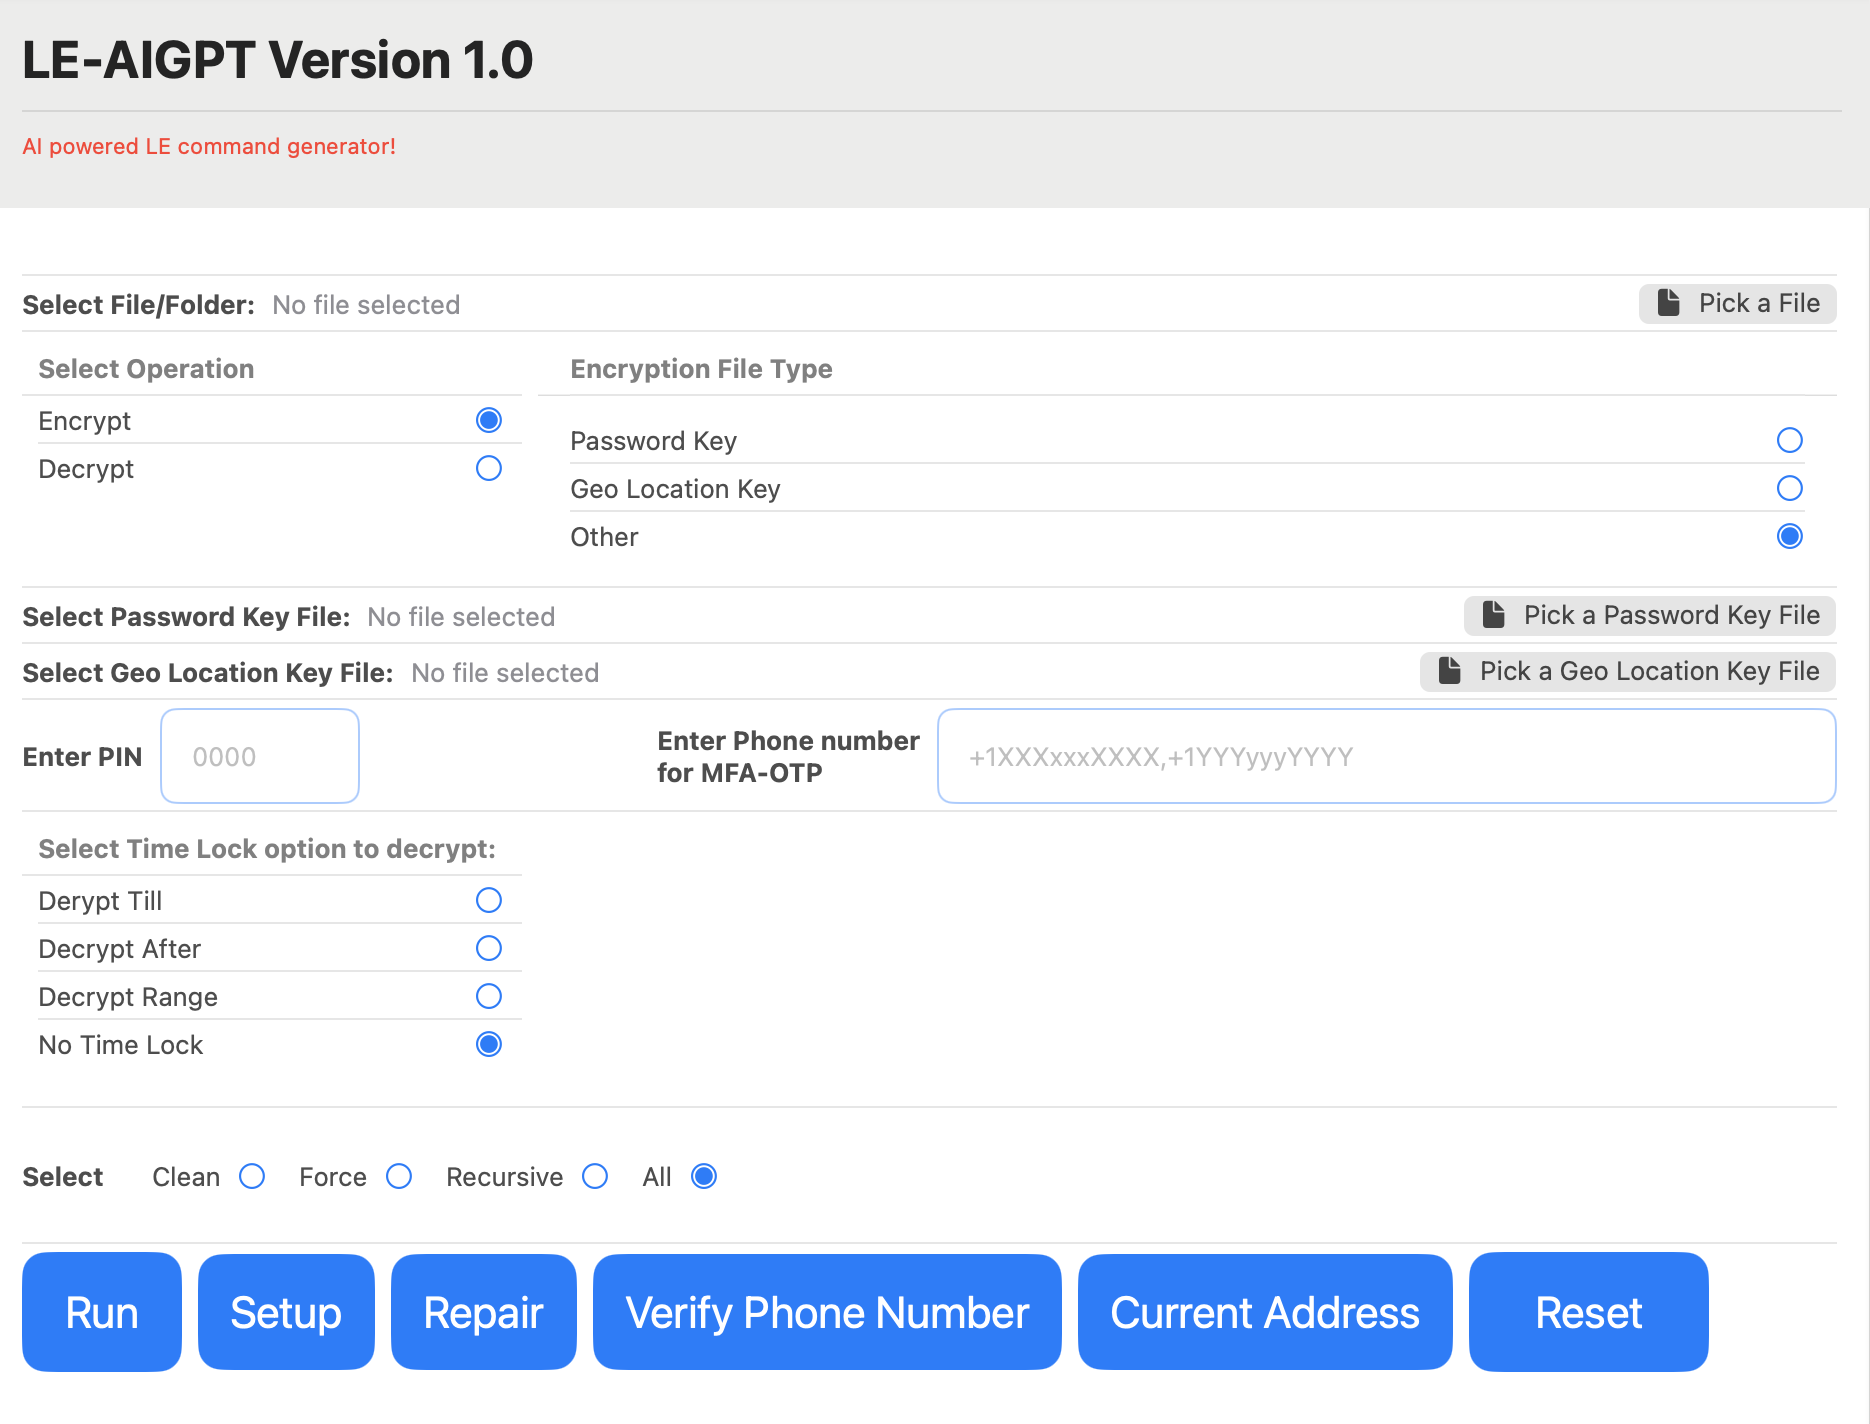 LE-AIGPT Version 1.0
AI powered LE command generator!
Select File/Folder: No file selected Pick a File
Select Operation Encryption File Type
Encrypt
Decrypt
Password Key
Geo Location Key
Other
Select Password Key File: No file selected Pick a Password Key File
Select Geo Location Key File: No file selected Pick a Geo Location Key File
Enter PIN 0000
Enter Phone number
for MFA-OTP
+1XXXxxxXXXX,+1YYYyyyYYYY
Select Time Lock option to decrypt:
Derypt Till
Decrypt After
Decrypt Range
No Time Lock
Select Clean Force Recursive All
Run Setup Repair Verify Phone Number Current Address Reset